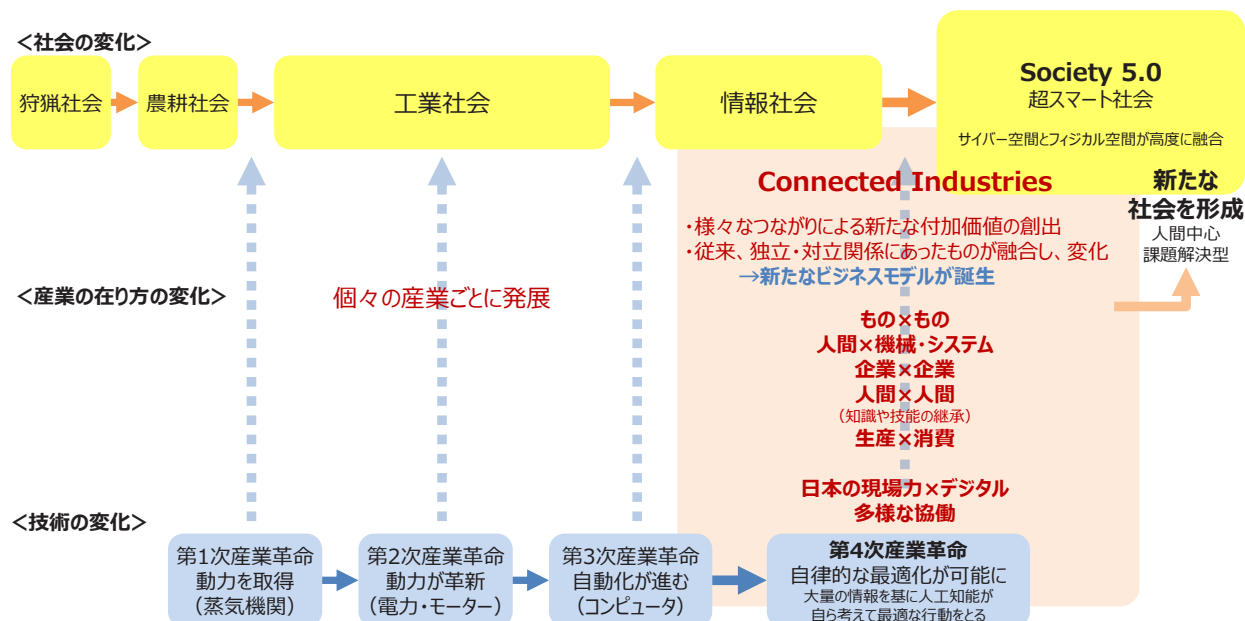 <社会の変化>
狩猟社会
農耕社会
工業社会
情報社会
Society 5.0
超スマート社会
サイバー空間とフィジカル空間が高度に融合
新たな
社会を形成
人間中心
課題解決型
<産業の在り方の変化>
個々の産業ごとに発展
Connected Industries
・様々なつながりによる新たな付加価値の創出
・従来、独立・対立関係にあったものが融合し、変化
→新たなビジネスモデルが誕生
もの×もの
人間×機械・システム
企業×企業
人間×人間
（知識や技能の継承）
生産×消費
日本の現場力×デジタル
多様な協働
<技術の変化>
第1次産業革命
動力を取得
（蒸気機関）
第2次産業革命
動力が革新
（電力・モーター）
第3次産業革命
自動化が進む
（コンピュータ）
第4次産業革命
自律的な最適化が可能に
大量の情報を基に人工知能が
自ら考えて最適な行動をとる